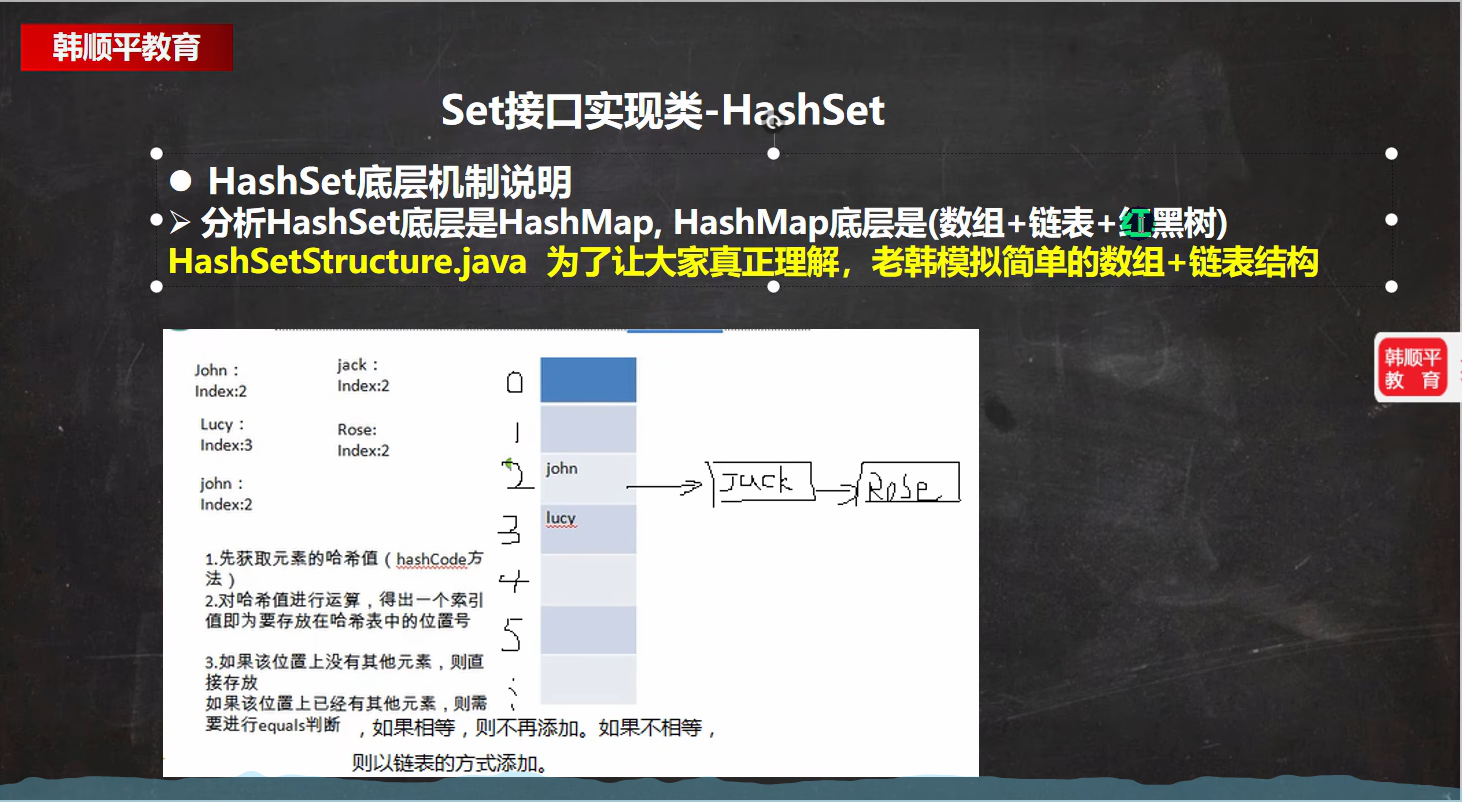 韩顺平教育
Set接口实现类-HashSet
● HashSet底层机制说明
➢ 分析HashSet底层是HashMap, HashMap底层是(数组+链表+红黑树)
HashSetStructure.java 为了让大家真正理解，老韩模拟简单的数组+链表结构
John：
Index:2
jack：
Index:2
Lucy：
Index:3
Rose:
Index:2
john：
Index:2
0
1
2
3
4
5
john
lucy
Jack
Rose
1.先获取元素的哈希值（hashCode方
法）
2.对哈希值进行运算，得出一个索引
值即为要存放在哈希表中的位置号
3.如果该位置上没有其他元素，则直
接存放
如果该位置上已经有其他元素，则需
要进行equals判断，如果相等，则不再添加。如果不相等，
则以链表的方式添加。
韩顺平
教 育